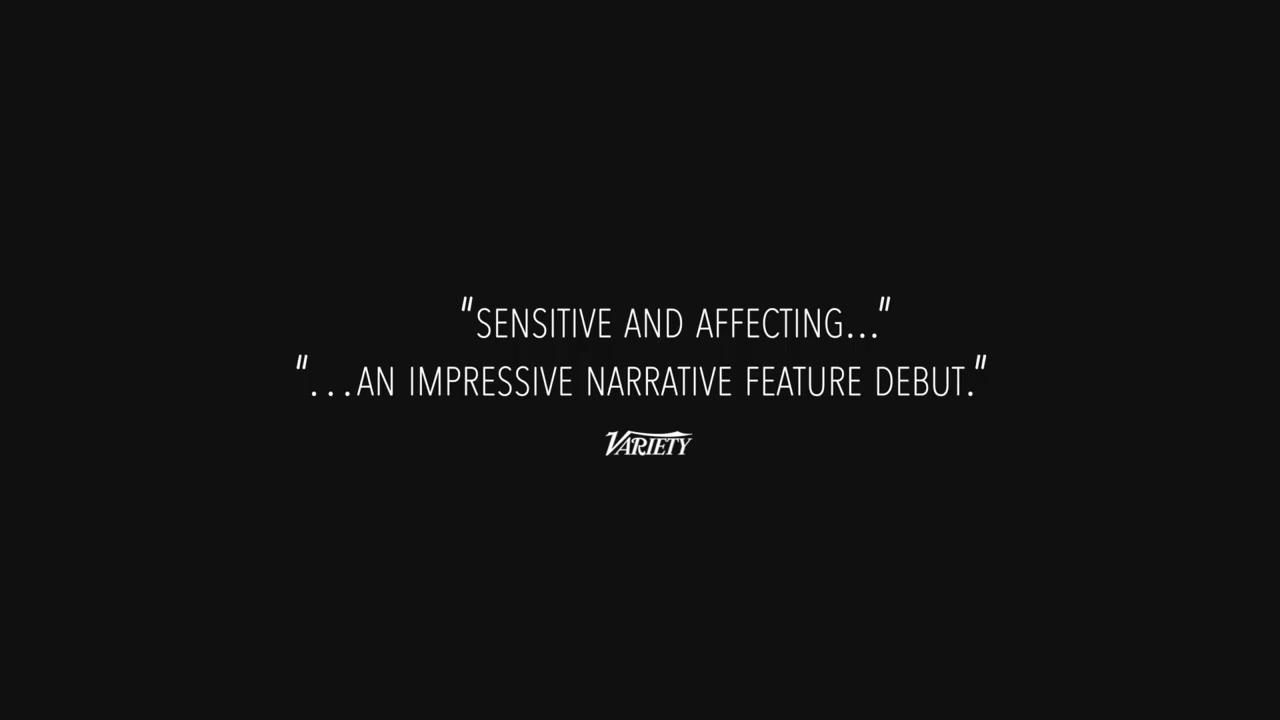 "SENSITIVE AND AFFECTING..."
"...AN IMPRESSIVE NARRATIVE FEATURE DEBUT."
VARIETY